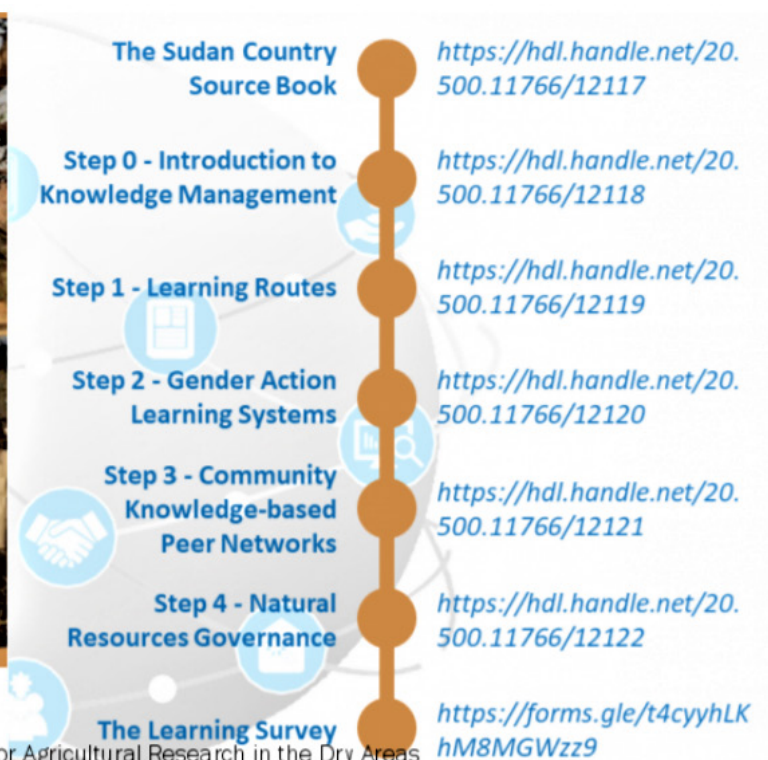 The Sudan Country
Source Book
https://hdl.handle.net/20.
500.11766/12117
Step 0 - Introduction to
Knowledge Management
https://hdl.handle.net/20.
500.11766/12118
Step 1 - Learning Routes
https://hdl.handle.net/20.
500.11766/12119
Step 2 - Gender Action
Learning Systems
https://hdl.handle.net/20.
500.11766/12120
Step 3 - Community
Knowledge-based
Peer Networks
https://hdl.handle.net/20.
500.11766/12121
Step 4 - Natural
Resources Governance
https://hdl.handle.net/20.
500.11766/12122
The Learning Survey
https://forms.gle/t4cyyhLK
hM8MGWzz9
or Agricultural Research in the Dry Areas